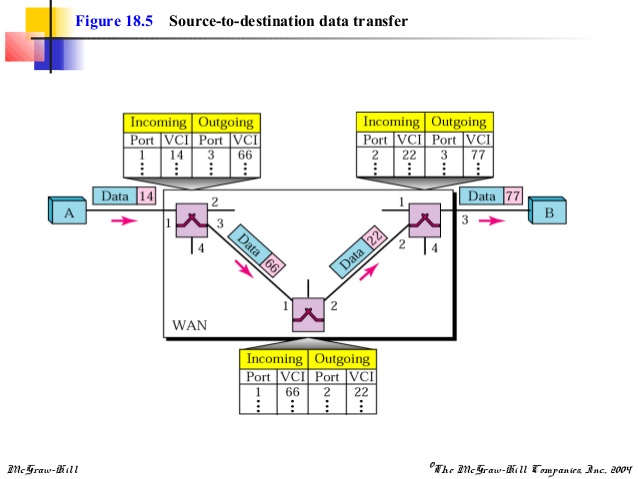 Figure 18.5 Source-to-destination data transfer
Incoming Outgoing
Port VCI Port VCI
1 14 3 66
Incoming Outgoing
Port VCI Port VCI
2 22 3 77
Data 14
Data 77
A
B
1
2
3
4
Data 66
Data 22
1
2
3
4
1
2
WAN
Incoming Outgoing
Port VCI Port VCI
1 66 2 22
McGraw-Hill
©The McGraw-Hill Companies, Inc., 2004